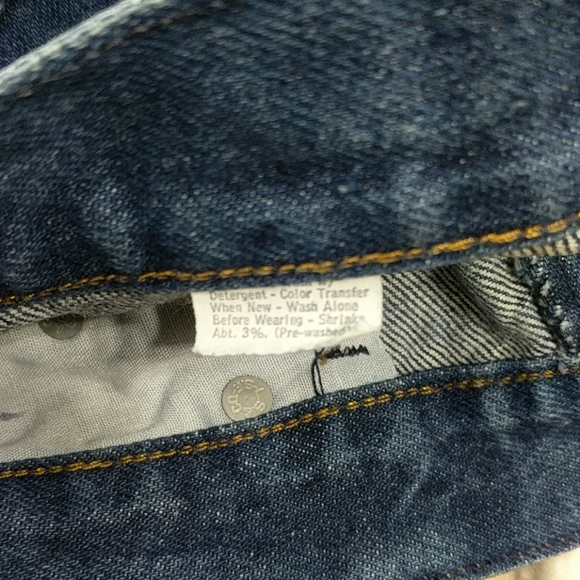 Detergent - Color Transfer
When New - Wash Alone
Before Wearing - Shrinks
Abt. 3%. (Pre-washed)